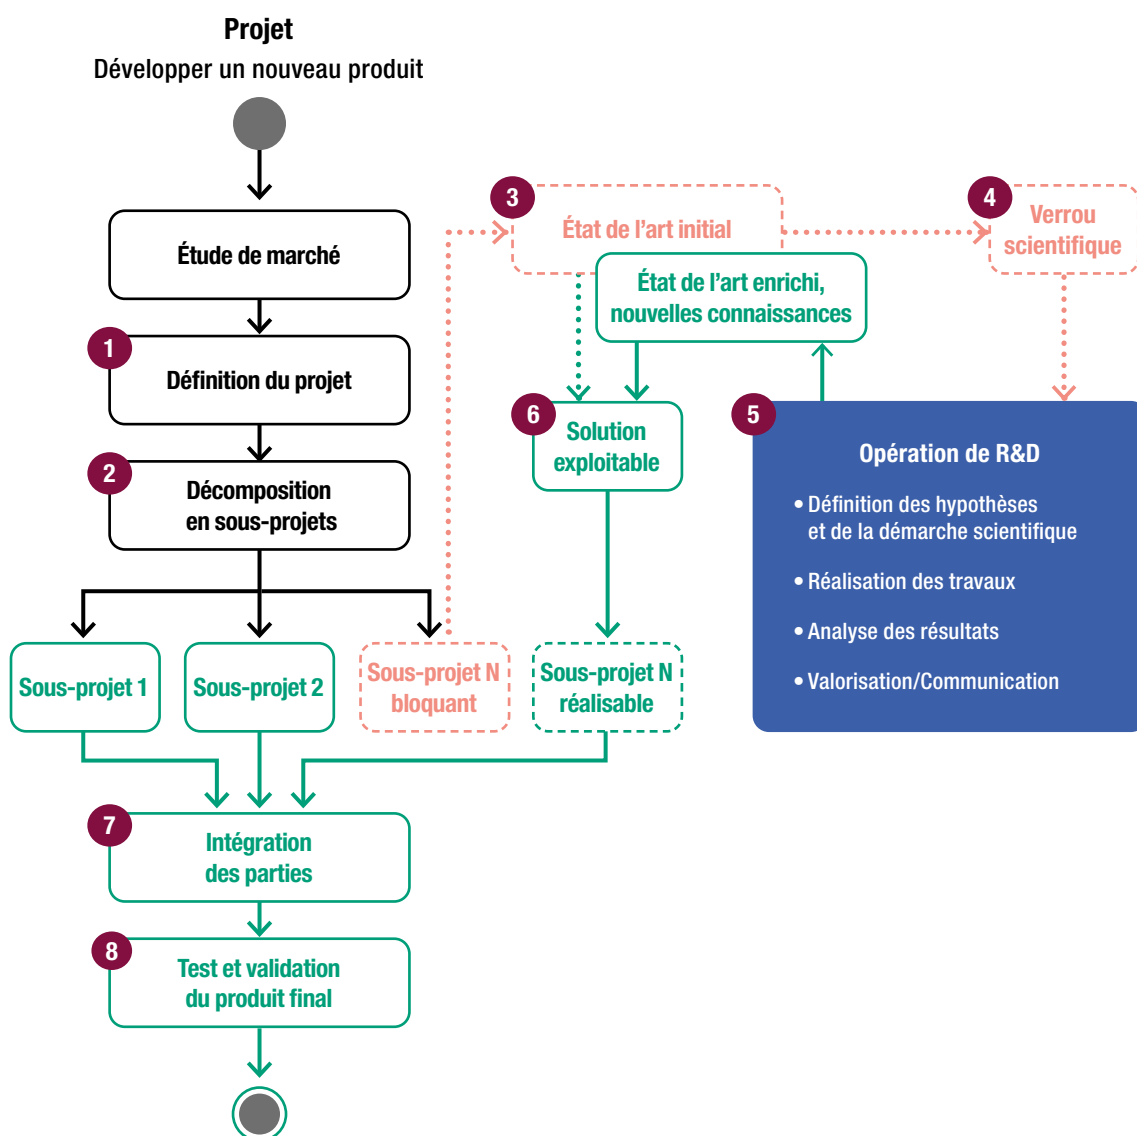 Projet
Développer un nouveau produit
Étude de marché
1
Définition du projet
2
Décomposition
en sous-projets
Sous-projet 1
Sous-projet 2
Sous-projet N
bloquant
3
État de l’art initial
4
Verrou
scientifique
État de l’art enrichi,
nouvelles connaissances
5
Opération de R&D
• Définition des hypothèses
et de la démarche scientifique
• Réalisation des travaux
• Analyse des résultats
• Valorisation/Communication
6
Solution
exploitable
Sous-projet N
réalisable
7
Intégration
des parties
8
Test et validation
du produit final